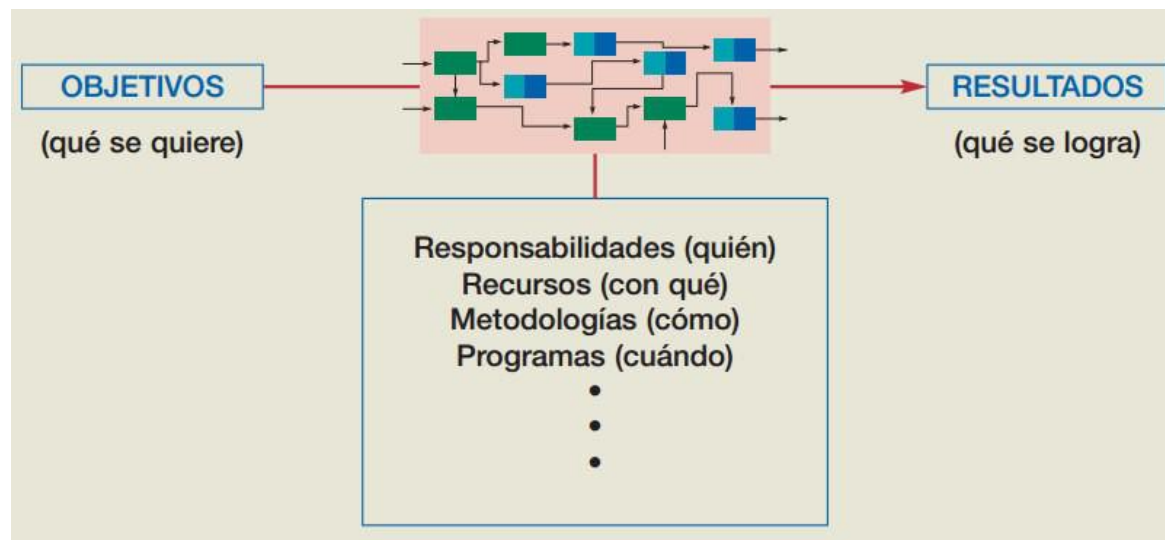 OBJETIVOS
(qué se quiere)
RESULTADOS
(qué se logra)
Responsabilidades (quién)
Recursos (con qué)
Metodologías (cómo)
Programas (cuándo)
•
•
•